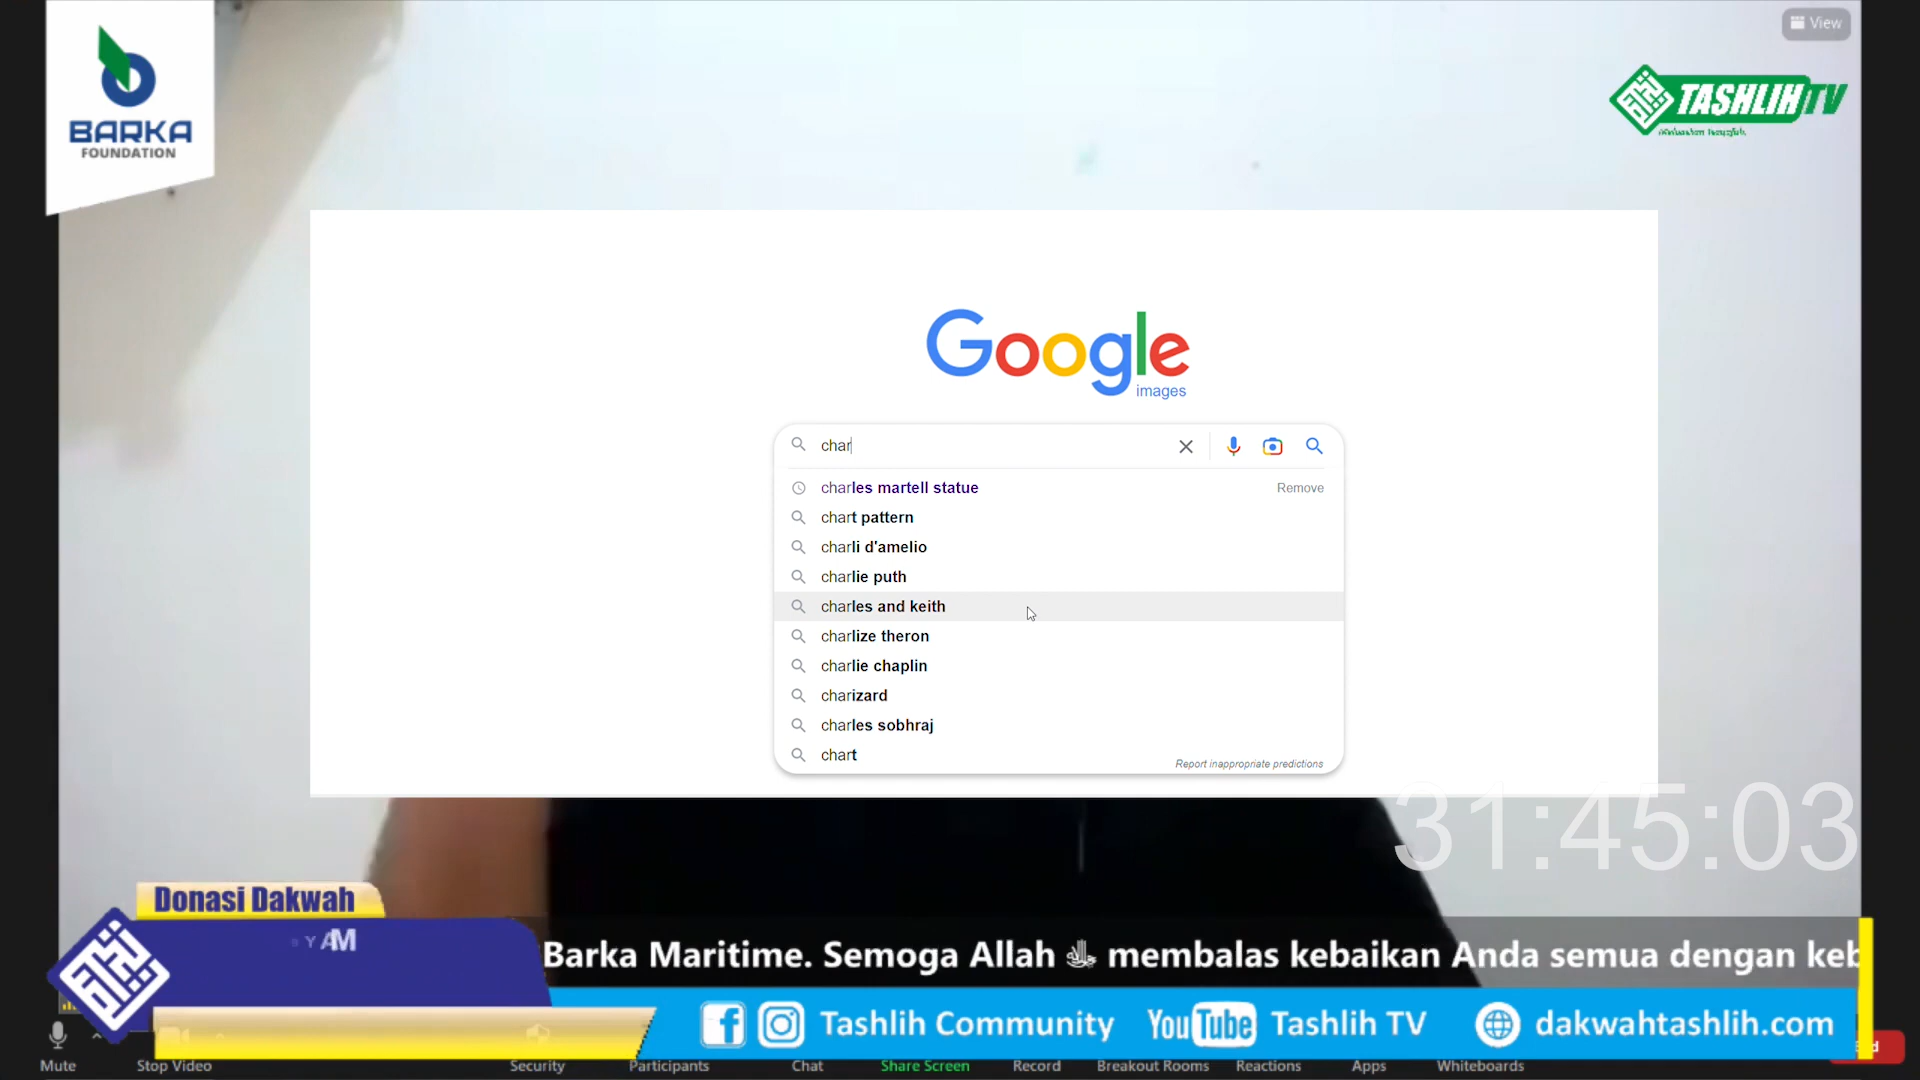 View
BARKA
FOUNDATION
TASHLIH TV
Google
images
char
charles martell statue
Remove
chart pattern
charli d'amelio
charlie puth
charles and keith
charlize theron
charlie chaplin
charizard
charles sobhraj
chart
Report inappropriate predictions
31:45:03
Donasi Dakwah
Barka Maritime. Semoga Allah ﷻ membalas kebaikan Anda semua dengan keb
Tashlih Community
YouTube
Tashlih TV
dakwahtashlih.com
Mute
Stop Video
Security
Participants
Chat
Share Screen
Record
Breakout Rooms
Reactions
Apps
Whiteboards